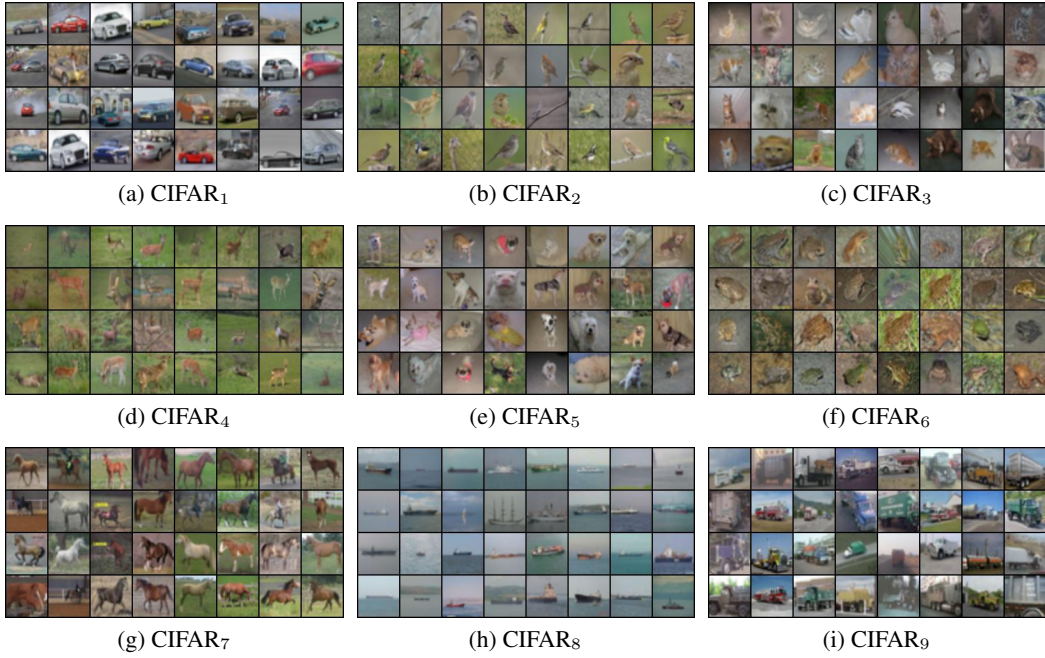 (a) CIFAR₁ (b) CIFAR₂ (c) CIFAR₃
(d) CIFAR₄ (e) CIFAR₅ (f) CIFAR₆
(g) CIFAR₇ (h) CIFAR₈ (i) CIFAR₉